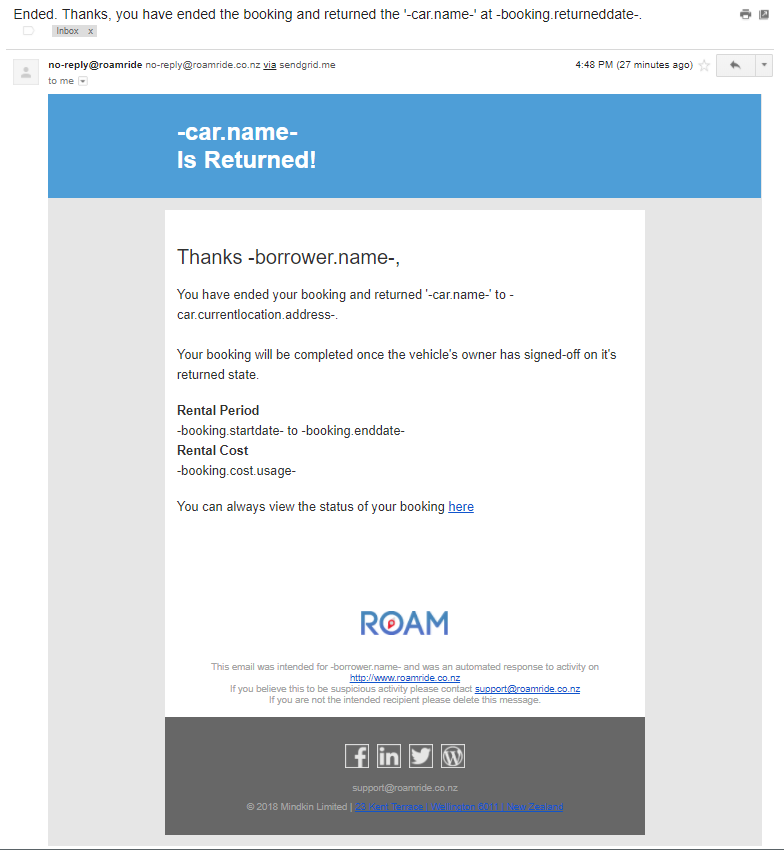 Ended. Thanks, you have ended the booking and returned the '-car.name-' at -booking.returneddate-.
Inbox x
no-reply@roamride no-reply@roamride.co.nz via sendgrid.me 4:48 PM (27 minutes ago)
to me
-car.name-
Is Returned!
Thanks -borrower.name-,
You have ended your booking and returned '-car.name-' to -
car.currentlocation.address-.
Your booking will be completed once the vehicle's owner has signed-off on it's
returned state.
Rental Period
-booking.startdate- to -booking.enddate-
Rental Cost
-booking.cost.usage-
You can always view the status of your booking here
ROAM
This email was intended for -borrower.name- and was an automated response to activity on
http://www.roamride.co.nz
If you believe this to be suspicious activity please contact support@roamride.co.nz
If you are not the intended recipient please delete this message.
support@roamride.co.nz
© 2018 Mindkin Limited | 23 Kent Terrace | Wellington 6011 | New Zealand